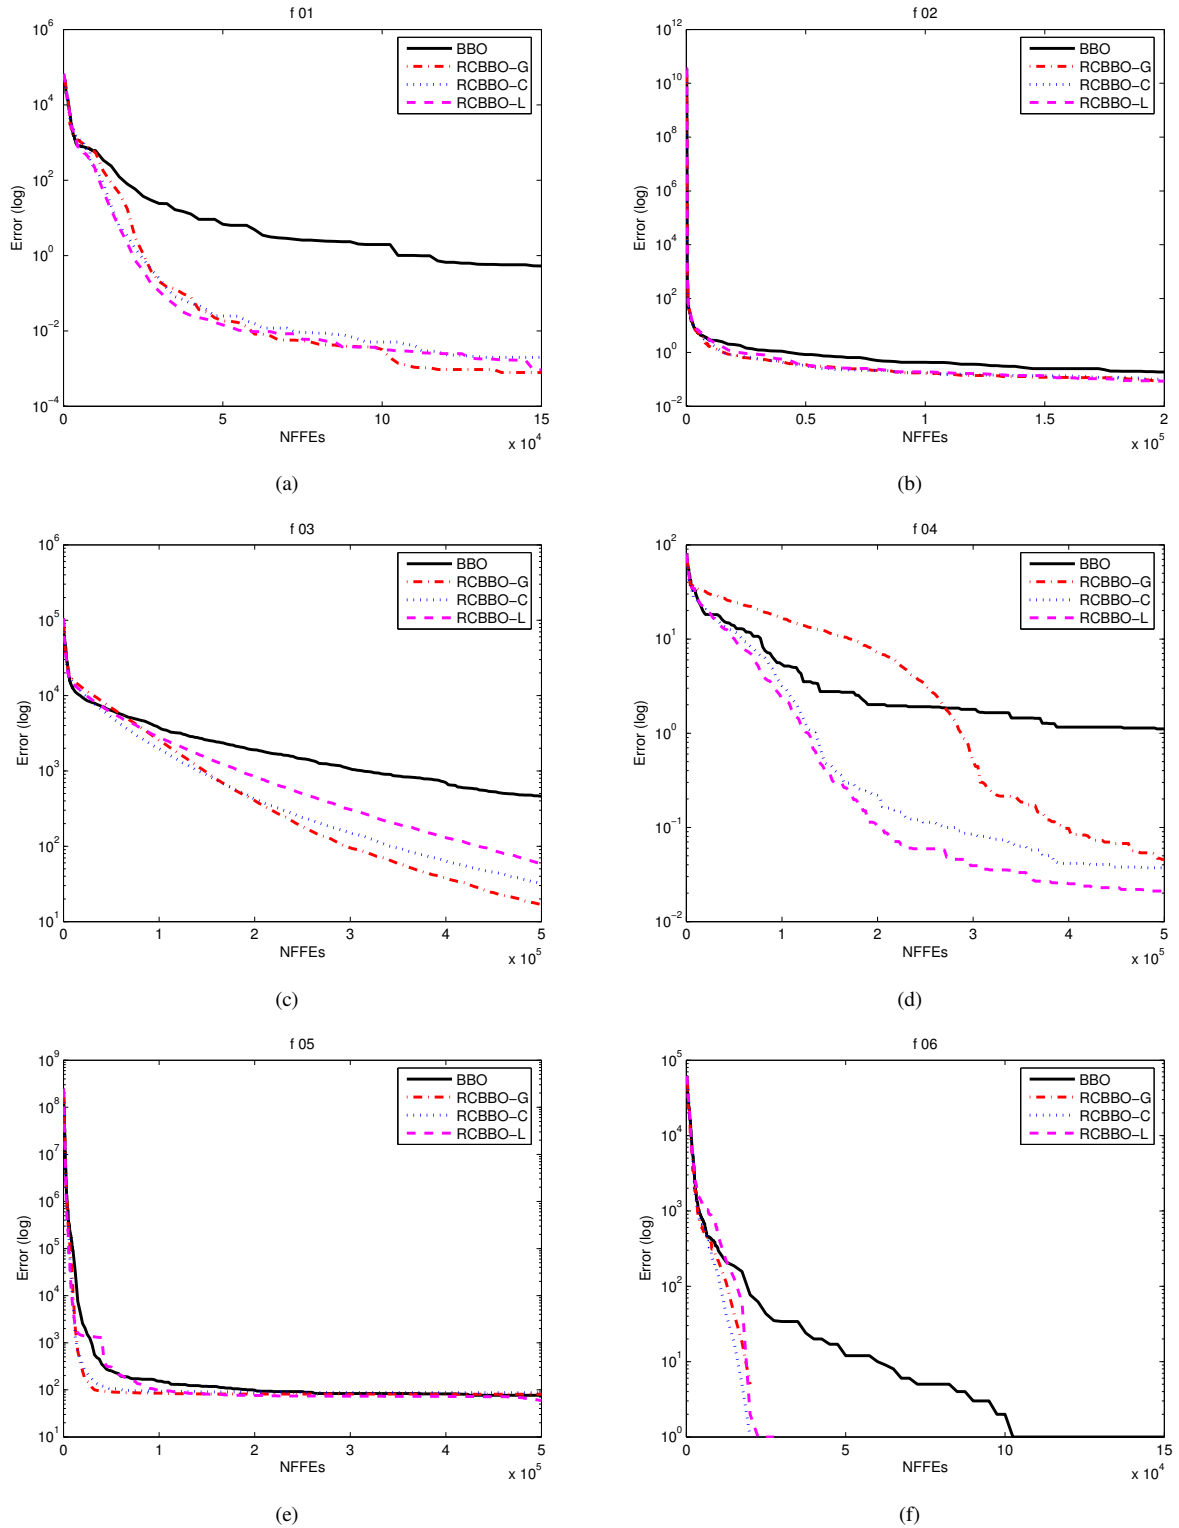 f 01
10^6
10^4
10^2
10^0
10^-2
10^-4
Error (log)
BBO
RCBBO-G
RCBBO-C
RCBBO-L
0 5 10 15
NFFEs
x 10^4
(a)
f 02
10^12
10^10
10^8
10^6
10^4
10^2
10^0
10^-2
Error (log)
BBO
RCBBO-G
RCBBO-C
RCBBO-L
0 0.5 1 1.5 2
NFFEs
x 10^5
(b)
f 03
10^6
10^5
10^4
10^3
10^2
10^1
Error (log)
BBO
RCBBO-G
RCBBO-C
RCBBO-L
0 1 2 3 4 5
NFFEs
x 10^5
(c)
f 04
10^2
10^1
10^0
10^-1
10^-2
Error (log)
BBO
RCBBO-G
RCBBO-C
RCBBO-L
0 1 2 3 4 5
NFFEs
x 10^5
(d)
f 05
10^9
10^8
10^7
10^6
10^5
10^4
10^3
10^2
10^1
Error (log)
BBO
RCBBO-G
RCBBO-C
RCBBO-L
0 1 2 3 4 5
NFFEs
x 10^5
(e)
f 06
10^5
10^4
10^3
10^2
10^1
10^0
Error (log)
BBO
RCBBO-G
RCBBO-C
RCBBO-L
0 5 10 15
NFFEs
x 10^4
(f)